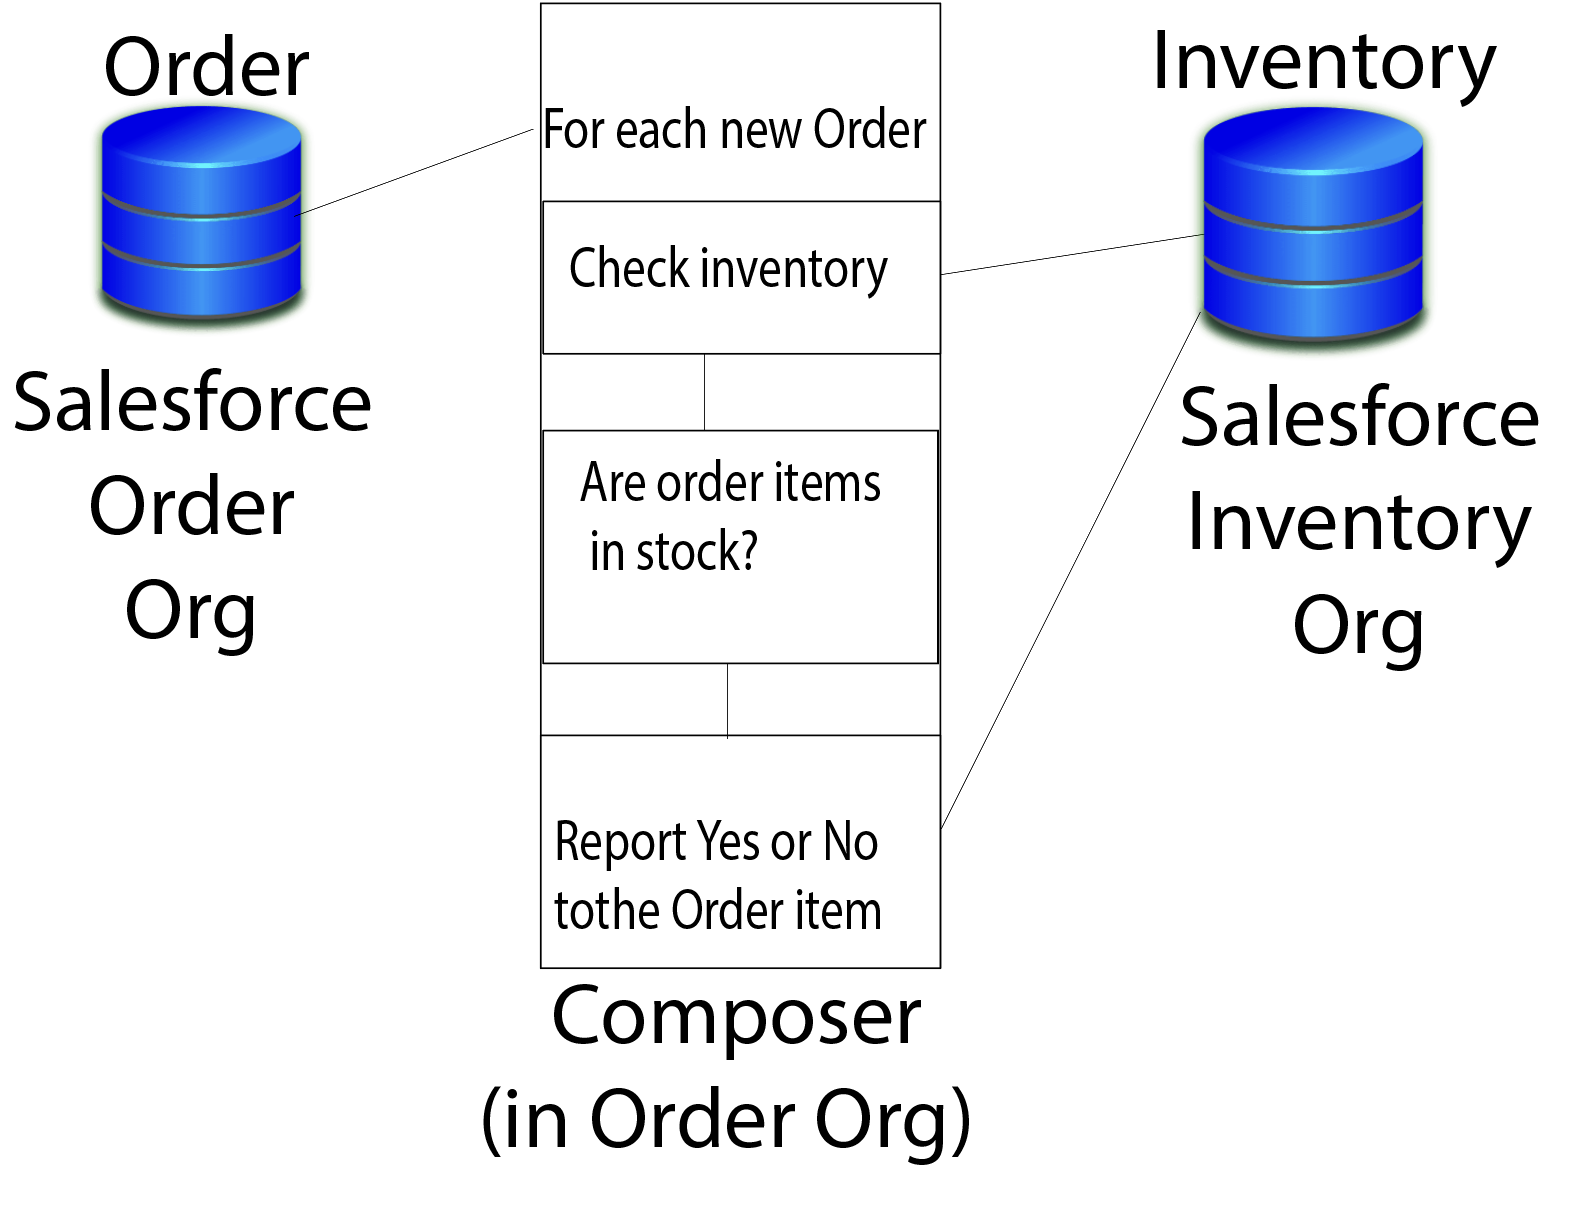 Order
Salesforce
Order
Org
For each new Order
Check inventory
Are order items
in stock?
Report Yes or No
tothe Order item
Composer
(in Order Org)
Inventory
Salesforce
Inventory
Org